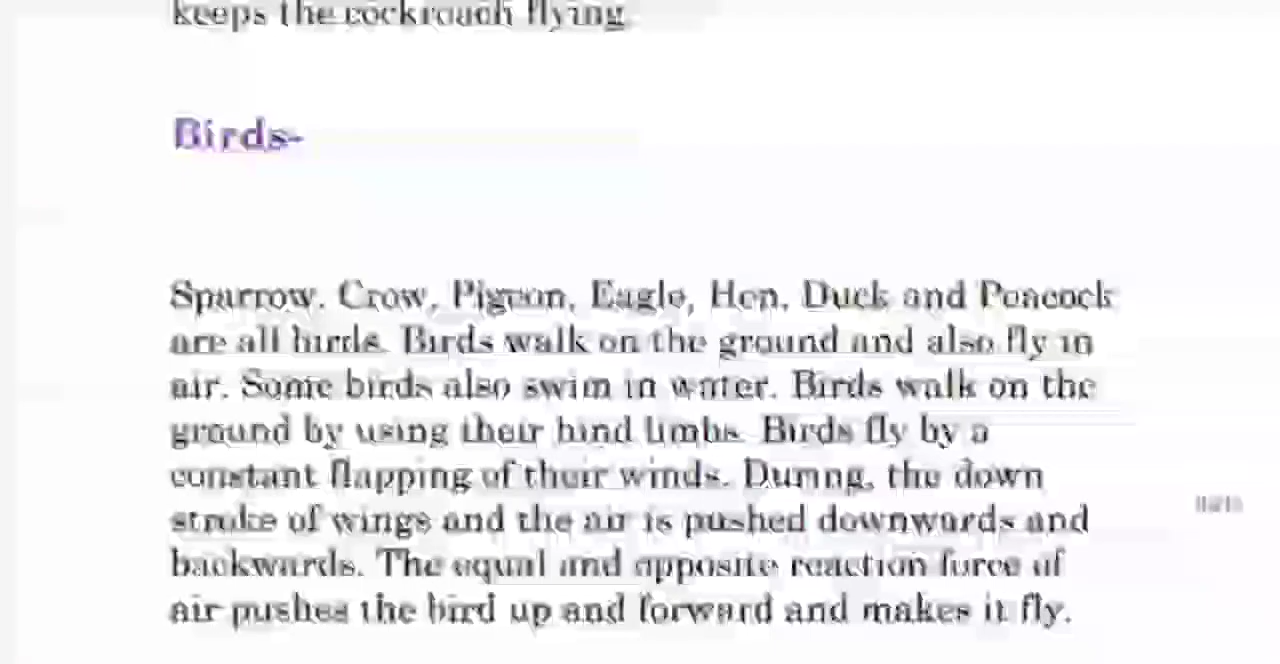 keeps the cockroach flying.
Birds-
Sparrow, Crow, Pigeon, Eagle, Hen, Duck and Peacock
are all birds. Birds walk on the ground and also fly in
air. Some birds also swim in water. Birds walk on the
ground by using their hind limbs. Birds fly by a
constant flapping of their winds. During, the down
stroke of wings and the air is pushed downwards and
backwards. The equal and opposite reaction force of
air pushes the bird up and forward and makes it fly.